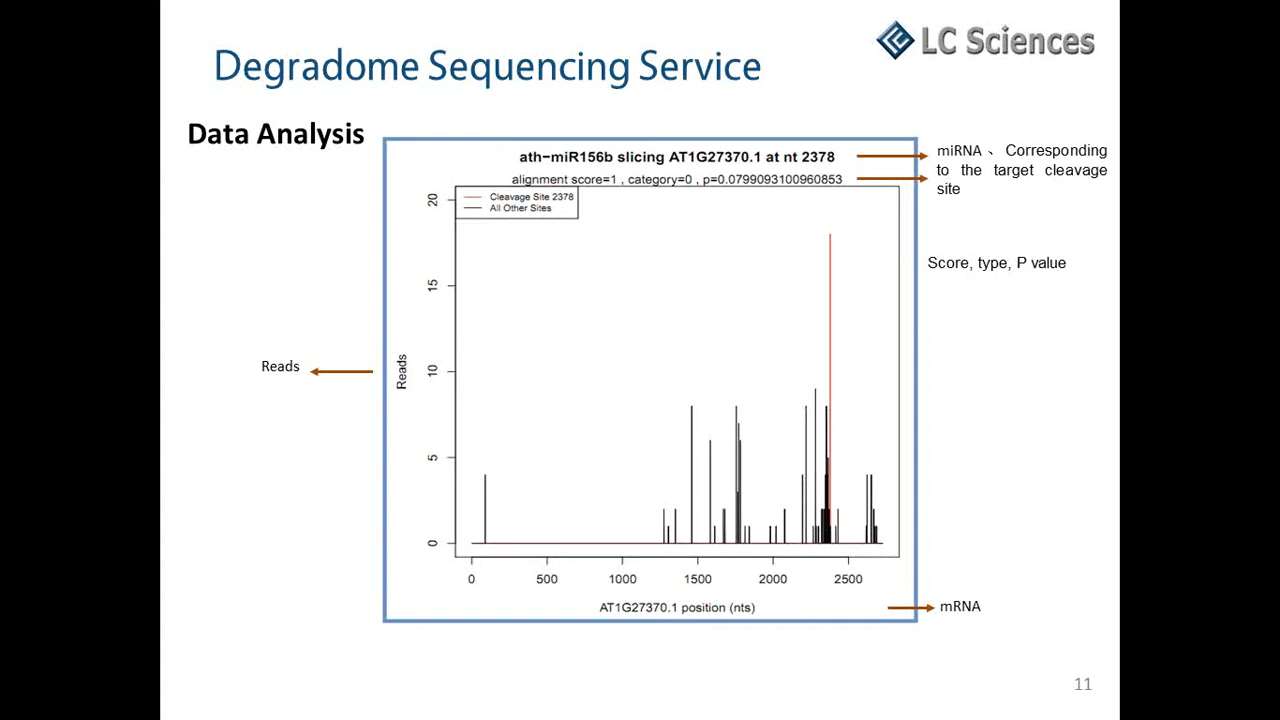 LC Sciences
Degradome Sequencing Service
Data Analysis
ath-miR156b slicing AT1G27370.1 at nt 2378
alignment score=1 , category=0 , p=0.0799093100960853
miRNA 、 Corresponding
to the target cleavage
site
Cleavage Site 2378
All Other Sites
Score, type, P value
20
15
10
5
0
Reads
Reads
0 500 1000 1500 2000 2500
AT1G27370.1 position (nts)
mRNA
11